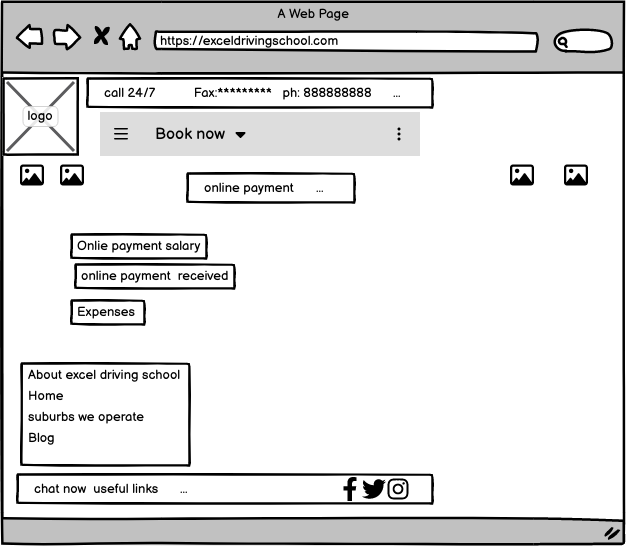 A Web Page
https://exceldrivingschool.com
logo
call 24/7 Fax:********* ph: 888888888 ...
Book now
online payment ...
Onlie payment salary
online payment received
Expenses
About excel driving school
Home
suburbs we operate
Blog
chat now useful links ...